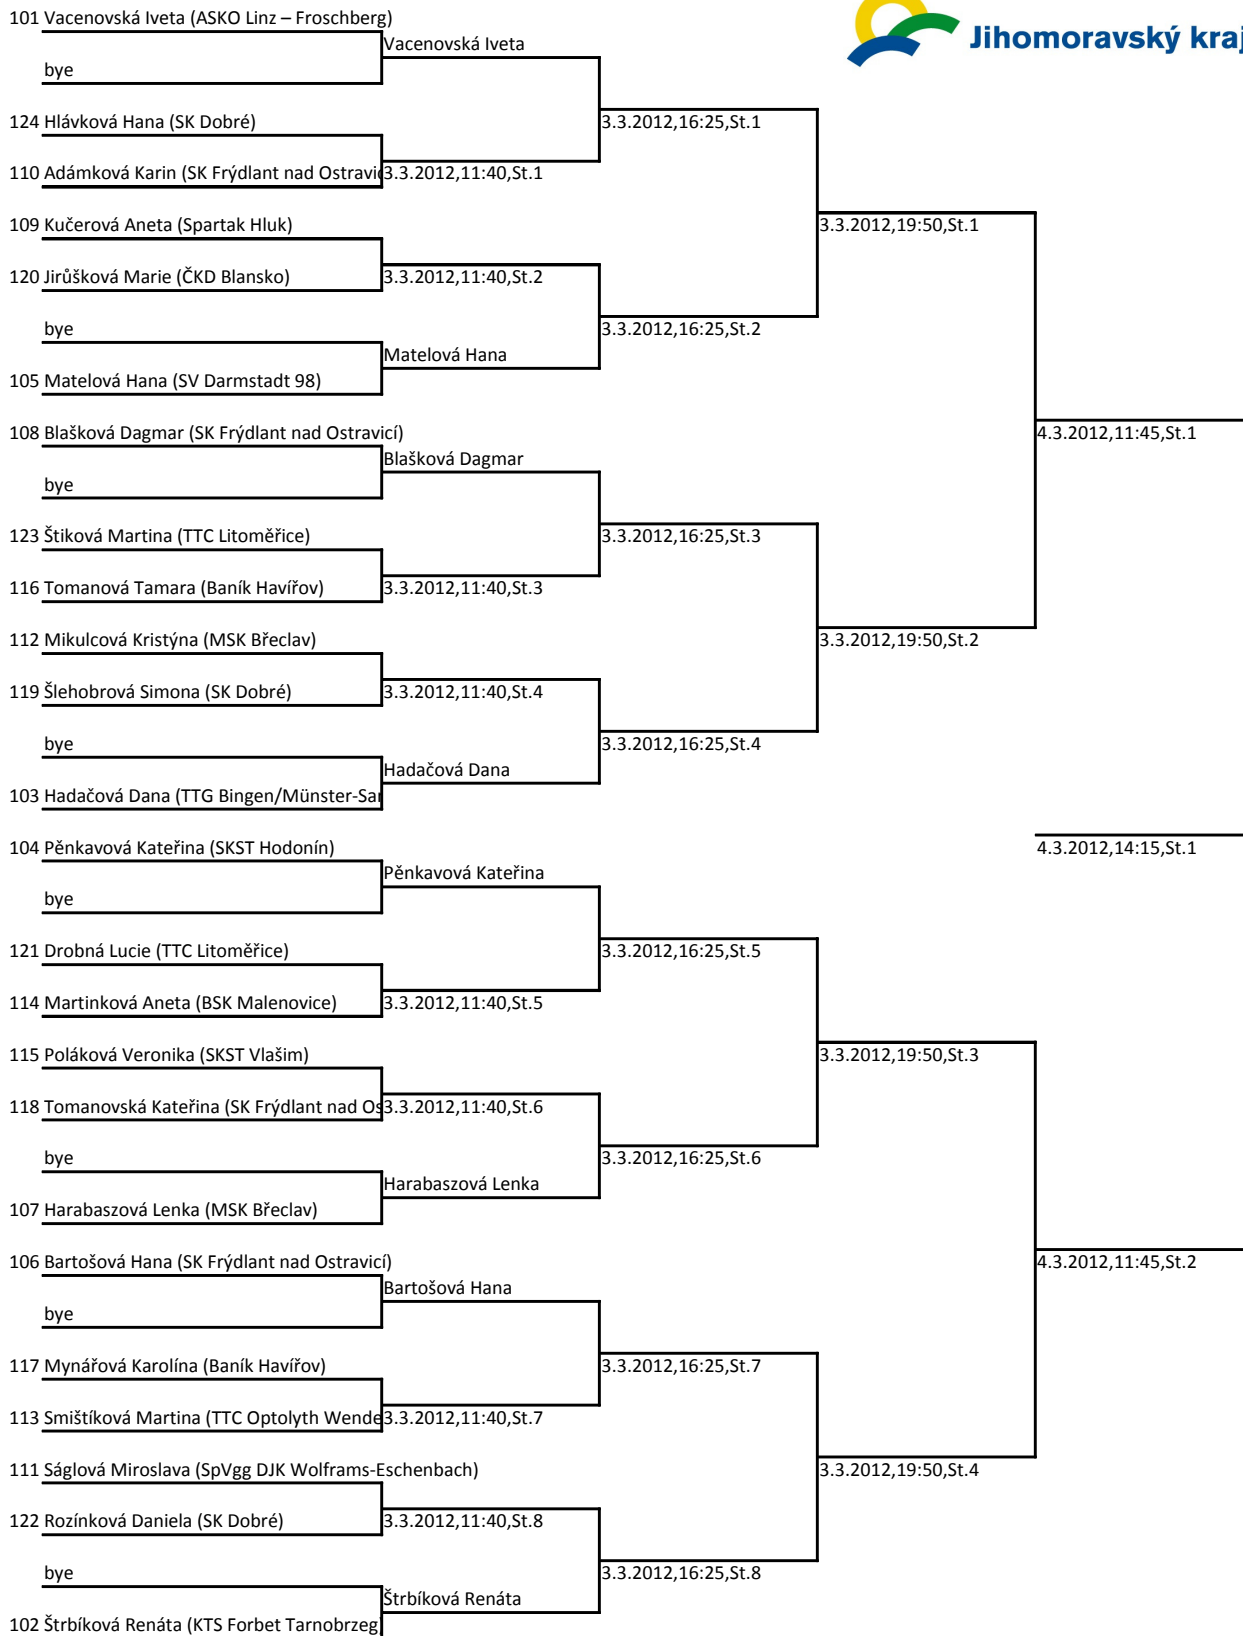 Jihomoravský kraj
101 Vacenovská Iveta (ASKO Linz – Froschberg)
Vacenovská Iveta
bye
124 Hlávková Hana (SK Dobré)
3.3.2012,16:25,St.1
110 Adámková Karin (SK Frýdlant nad Ostravic
3.3.2012,11:40,St.1
109 Kučerová Aneta (Spartak Hluk)
3.3.2012,19:50,St.1
120 Jirůšková Marie (ČKD Blansko)
3.3.2012,11:40,St.2
bye
3.3.2012,16:25,St.2
Matelová Hana
105 Matelová Hana (SV Darmstadt 98)
108 Blašková Dagmar (SK Frýdlant nad Ostravicí)
4.3.2012,11:45,St.1
Blašková Dagmar
bye
123 Štiková Martina (TTC Litoměřice)
3.3.2012,16:25,St.3
116 Tomanová Tamara (Baník Havířov)
3.3.2012,11:40,St.3
112 Mikulcová Kristýna (MSK Břeclav)
3.3.2012,19:50,St.2
119 Šlehobrová Simona (SK Dobré)
3.3.2012,11:40,St.4
bye
3.3.2012,16:25,St.4
Hadačová Dana
103 Hadačová Dana (TTG Bingen/Münster-Sar
104 Pěnkavová Kateřina (SKST Hodonín)
4.3.2012,14:15,St.1
Pěnkavová Kateřina
bye
121 Drobná Lucie (TTC Litoměřice)
3.3.2012,16:25,St.5
114 Martinková Aneta (BSK Malenovice)
3.3.2012,11:40,St.5
115 Poláková Veronika (SKST Vlašim)
3.3.2012,19:50,St.3
118 Tomanovská Kateřina (SK Frýdlant nad Os
3.3.2012,11:40,St.6
bye
3.3.2012,16:25,St.6
Harabaszová Lenka
107 Harabaszová Lenka (MSK Břeclav)
106 Bartošová Hana (SK Frýdlant nad Ostravicí)
4.3.2012,11:45,St.2
Bartošová Hana
bye
117 Mynářová Karolína (Baník Havířov)
3.3.2012,16:25,St.7
113 Smištíková Martina (TTC Optolyth Wende
3.3.2012,11:40,St.7
111 Ságlová Miroslava (SpVgg DJK Wolframs-Eschenbach)
3.3.2012,19:50,St.4
122 Rozínková Daniela (SK Dobré)
3.3.2012,11:40,St.8
bye
3.3.2012,16:25,St.8
Štrbíková Renáta
102 Štrbíková Renáta (KTS Forbet Tarnobrzeg)